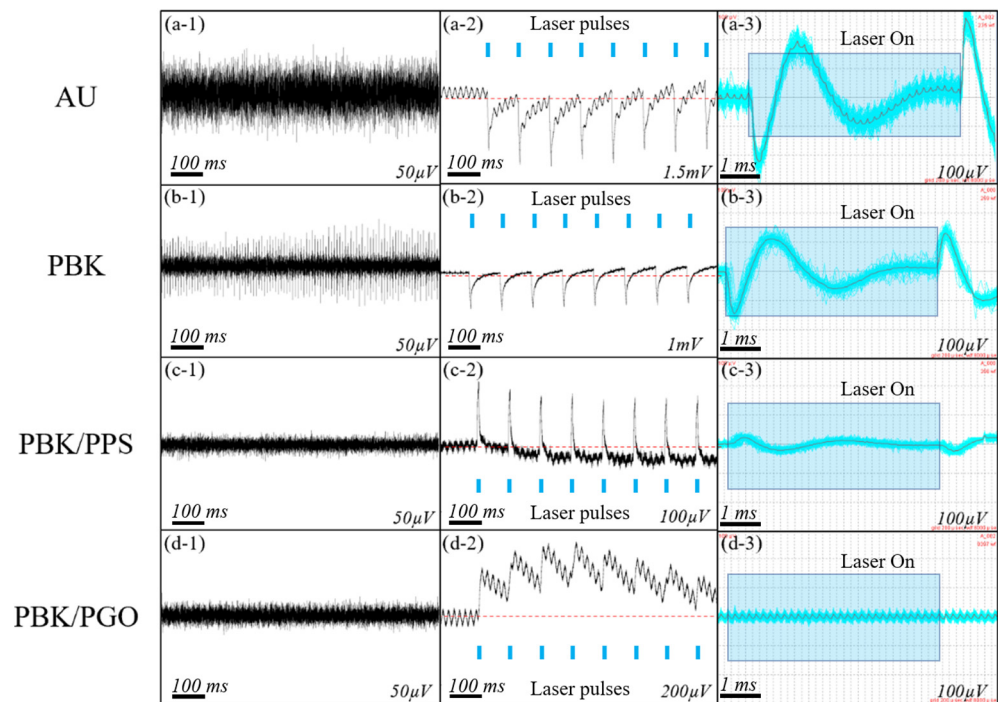 AU
(a-1)
100 ms
50μV
(a-2)
Laser pulses
100 ms
1.5mV
(a-3)
Laser On
1 ms
100μV
PBK
(b-1)
100 ms
50μV
(b-2)
Laser pulses
100 ms
1mV
(b-3)
Laser On
1 ms
100μV
PBK/PPS
(c-1)
100 ms
50μV
(c-2)
100 ms
Laser pulses
100μV
(c-3)
Laser On
1 ms
100μV
PBK/PGO
(d-1)
100 ms
50μV
(d-2)
100 ms
Laser pulses
200μV
(d-3)
Laser On
1 ms
100μV